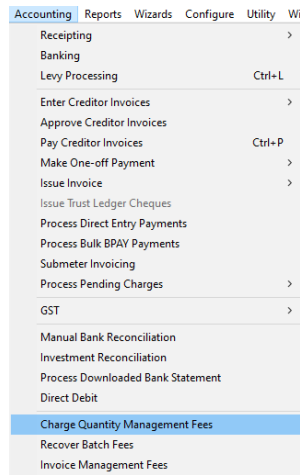 Accounting Reports Wizards Configure Utility Wi
Receipting >
Banking
Levy Processing Ctrl+L
Enter Creditor Invoices >
Approve Creditor Invoices
Pay Creditor Invoices Ctrl+P
Make One-off Payment >
Issue Invoice >
Issue Trust Ledger Cheques
Process Direct Entry Payments
Process Bulk BPAY Payments
Submeter Invoicing
Process Pending Charges >
GST >
Manual Bank Reconciliation
Investment Reconciliation
Process Downloaded Bank Statement
Direct Debit
Charge Quantity Management Fees
Recover Batch Fees
Invoice Management Fees